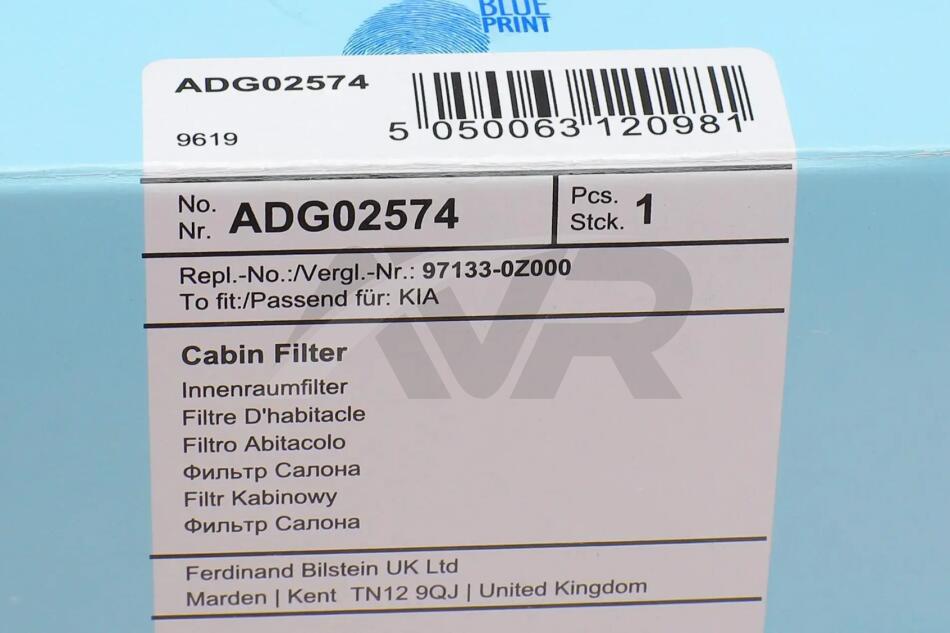 BLUE
PRINT
ADG02574
9619
5 050063 120981
No.
Nr. ADG02574
Pcs.
Stck. 1
Repl.-No.:/Vergl.-Nr.: 97133-0Z000
To fit:/Passend für: KIA
Cabin Filter
Innenraumfilter
Filtre D'habitacle
Filtro Abitacolo
Фильтр Салона
Filtr Kabinowy
Фильтр Салона
Ferdinand Bilstein UK Ltd
Marden | Kent TN12 9QJ | United Kingdom
AVR